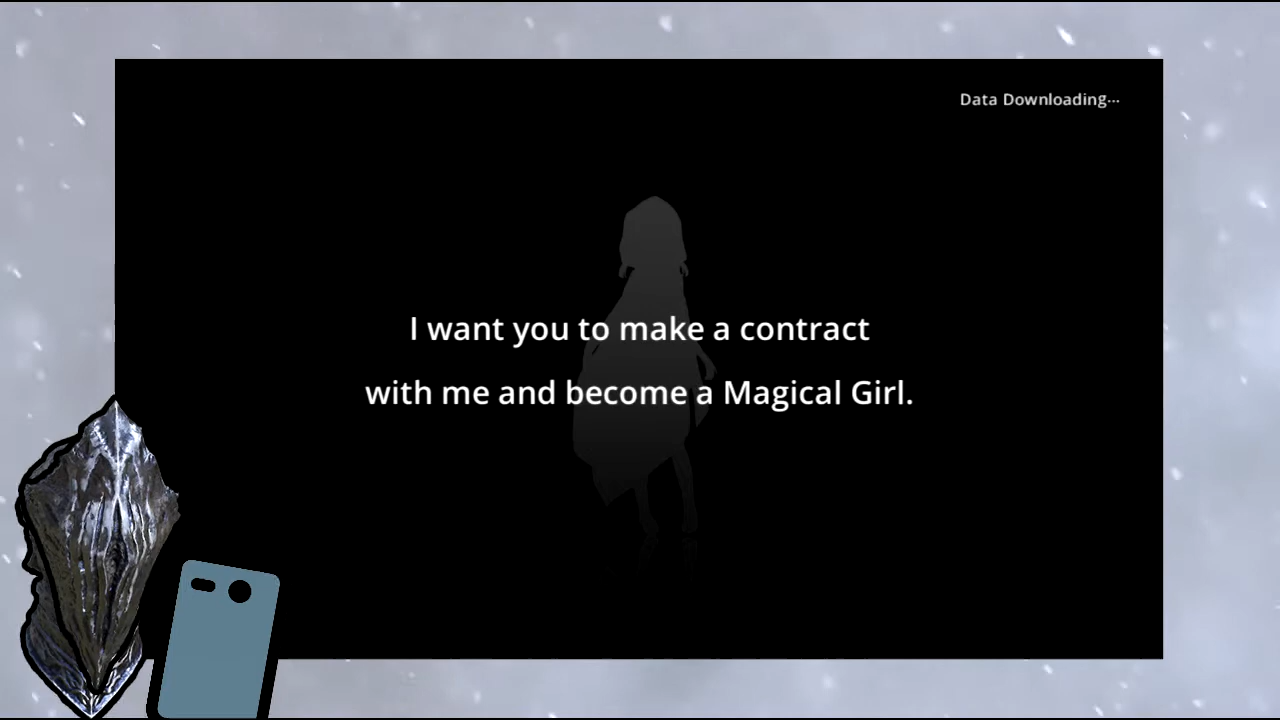 Data Downloading···
I want you to make a contract
with me and become a Magical Girl.